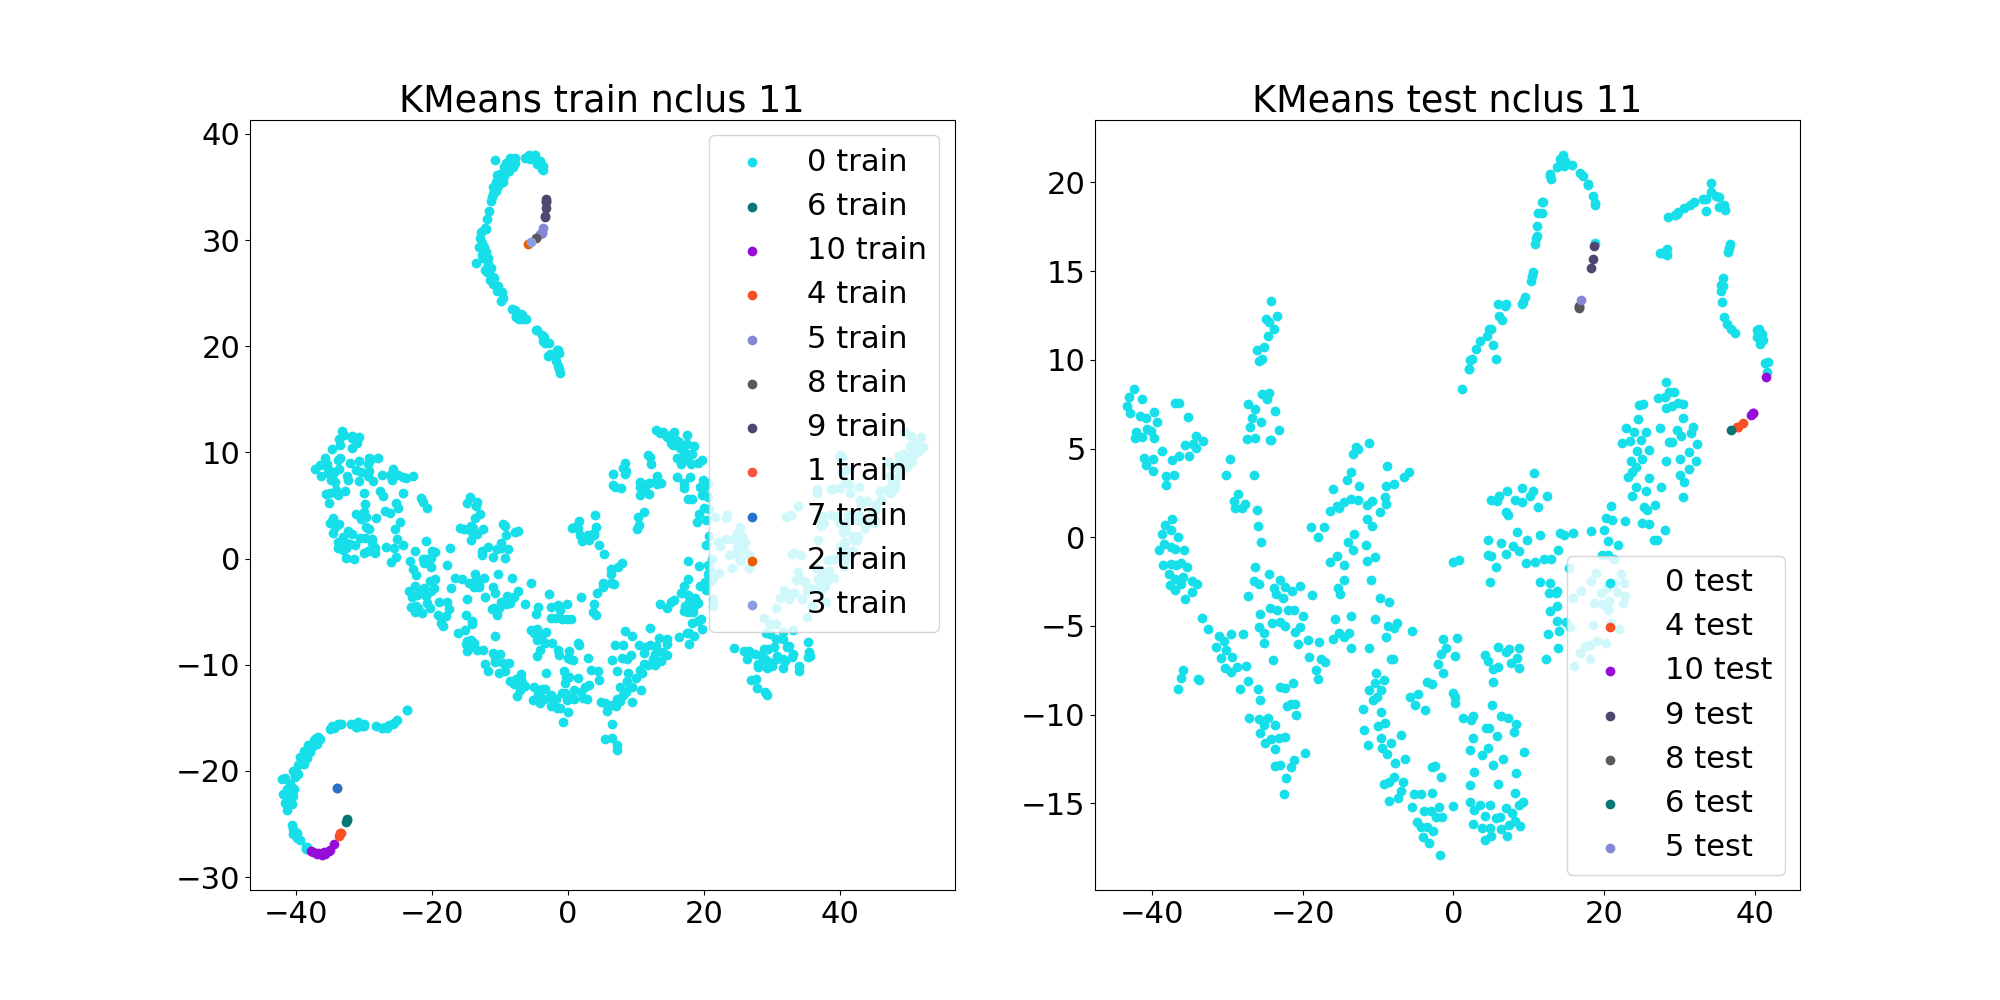 KMeans train nclus 11
40
30
20
10
0
−10
−20
−30
−40
−20
0
20
40
0 train
6 train
10 train
4 train
5 train
8 train
9 train
1 train
7 train
2 train
3 train
KMeans test nclus 11
20
15
10
5
0
−5
−10
−15
−40
−20
0
20
40
0 test
4 test
10 test
9 test
8 test
6 test
5 test